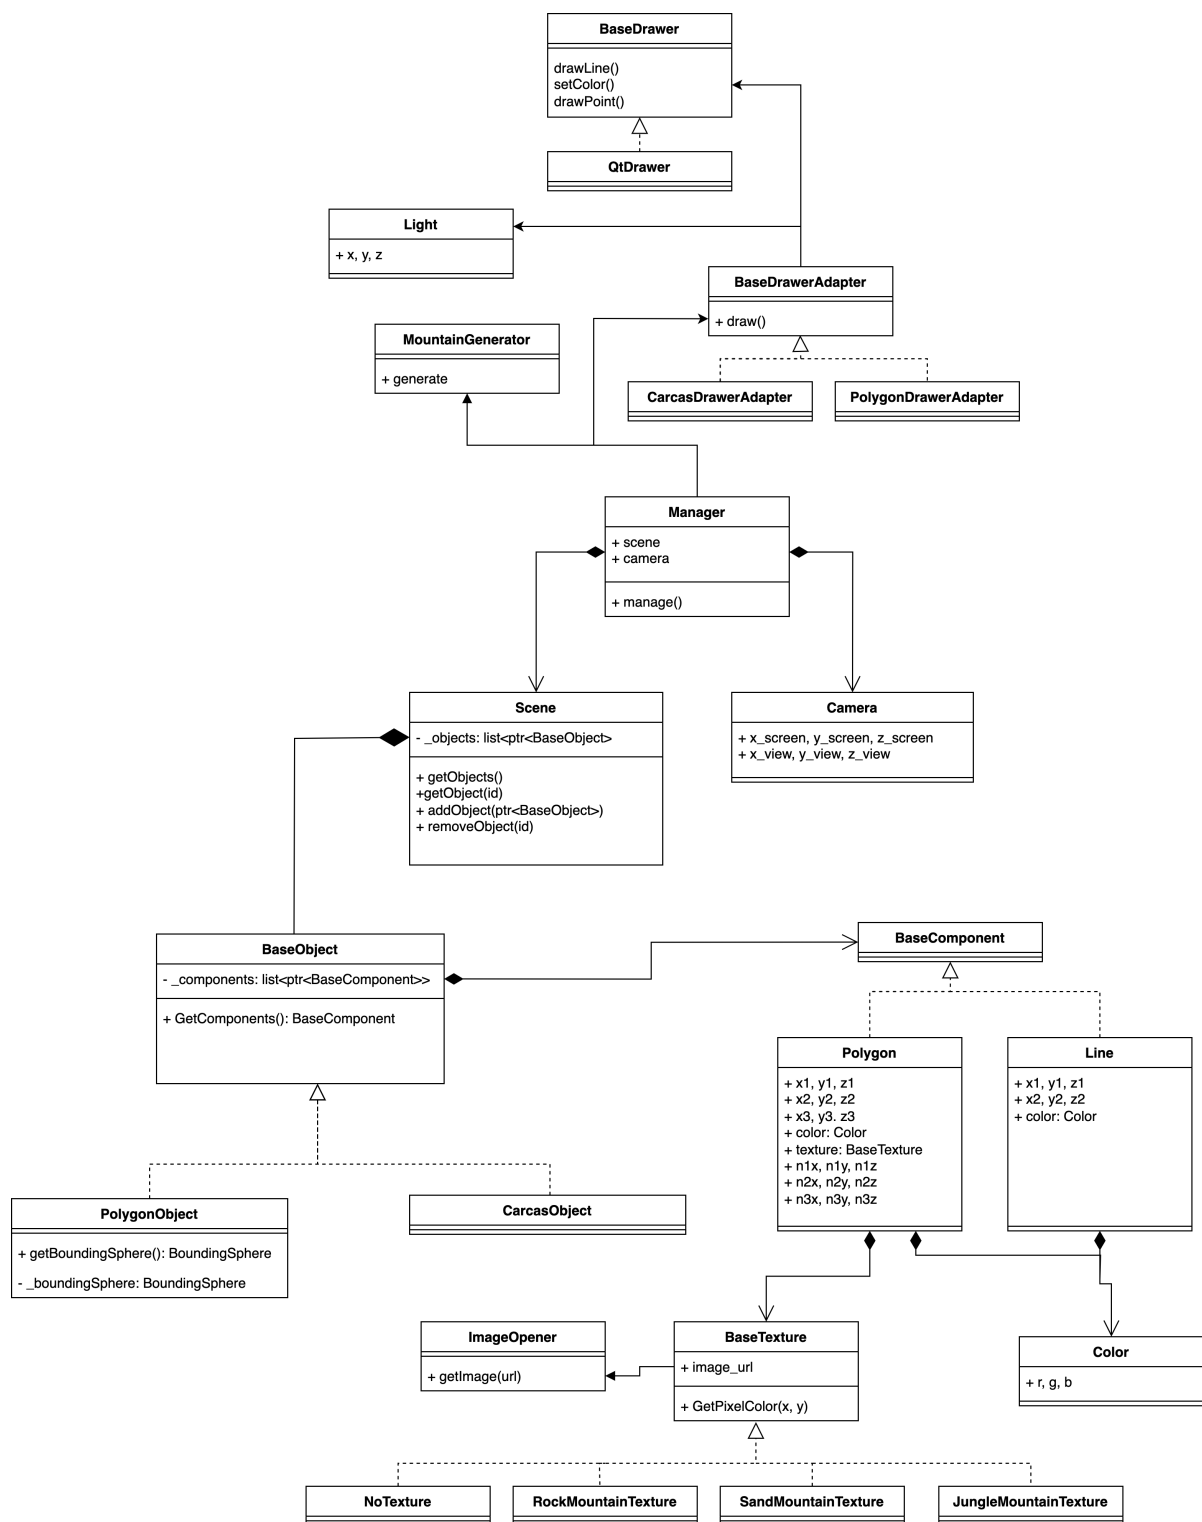 BaseDrawer
drawLine()
setColor()
drawPoint()
QtDrawer
Light
+ x, y, z
BaseDrawerAdapter
+ draw()
MountainGenerator
+ generate
CarcasDrawerAdapter
PolygonDrawerAdapter
Manager
+ scene
+ camera
+ manage()
Scene
- _objects: list<ptr<BaseObject>
+ getObjects()
+getObject(id)
+ addObject(ptr<BaseObject>)
+ removeObject(id)
Camera
+ x_screen, y_screen, z_screen
+ x_view, y_view, z_view
BaseObject
- _components: list<ptr<BaseComponent>>
+ GetComponents(): BaseComponent
BaseComponent
Polygon
+ x1, y1, z1
+ x2, y2, z2
+ x3, y3. z3
+ color: Color
+ texture: BaseTexture
+ n1x, n1y, n1z
+ n2x, n2y, n2z
+ n3x, n3y, n3z
Line
+ x1, y1, z1
+ x2, y2, z2
+ color: Color
PolygonObject
+ getBoundingSphere(): BoundingSphere
- _boundingSphere: BoundingSphere
CarcasObject
ImageOpener
+ getImage(url)
BaseTexture
+ image_url
+ GetPixelColor(x, y)
Color
+ r, g, b
NoTexture
RockMountainTexture
SandMountainTexture
JungleMountainTexture